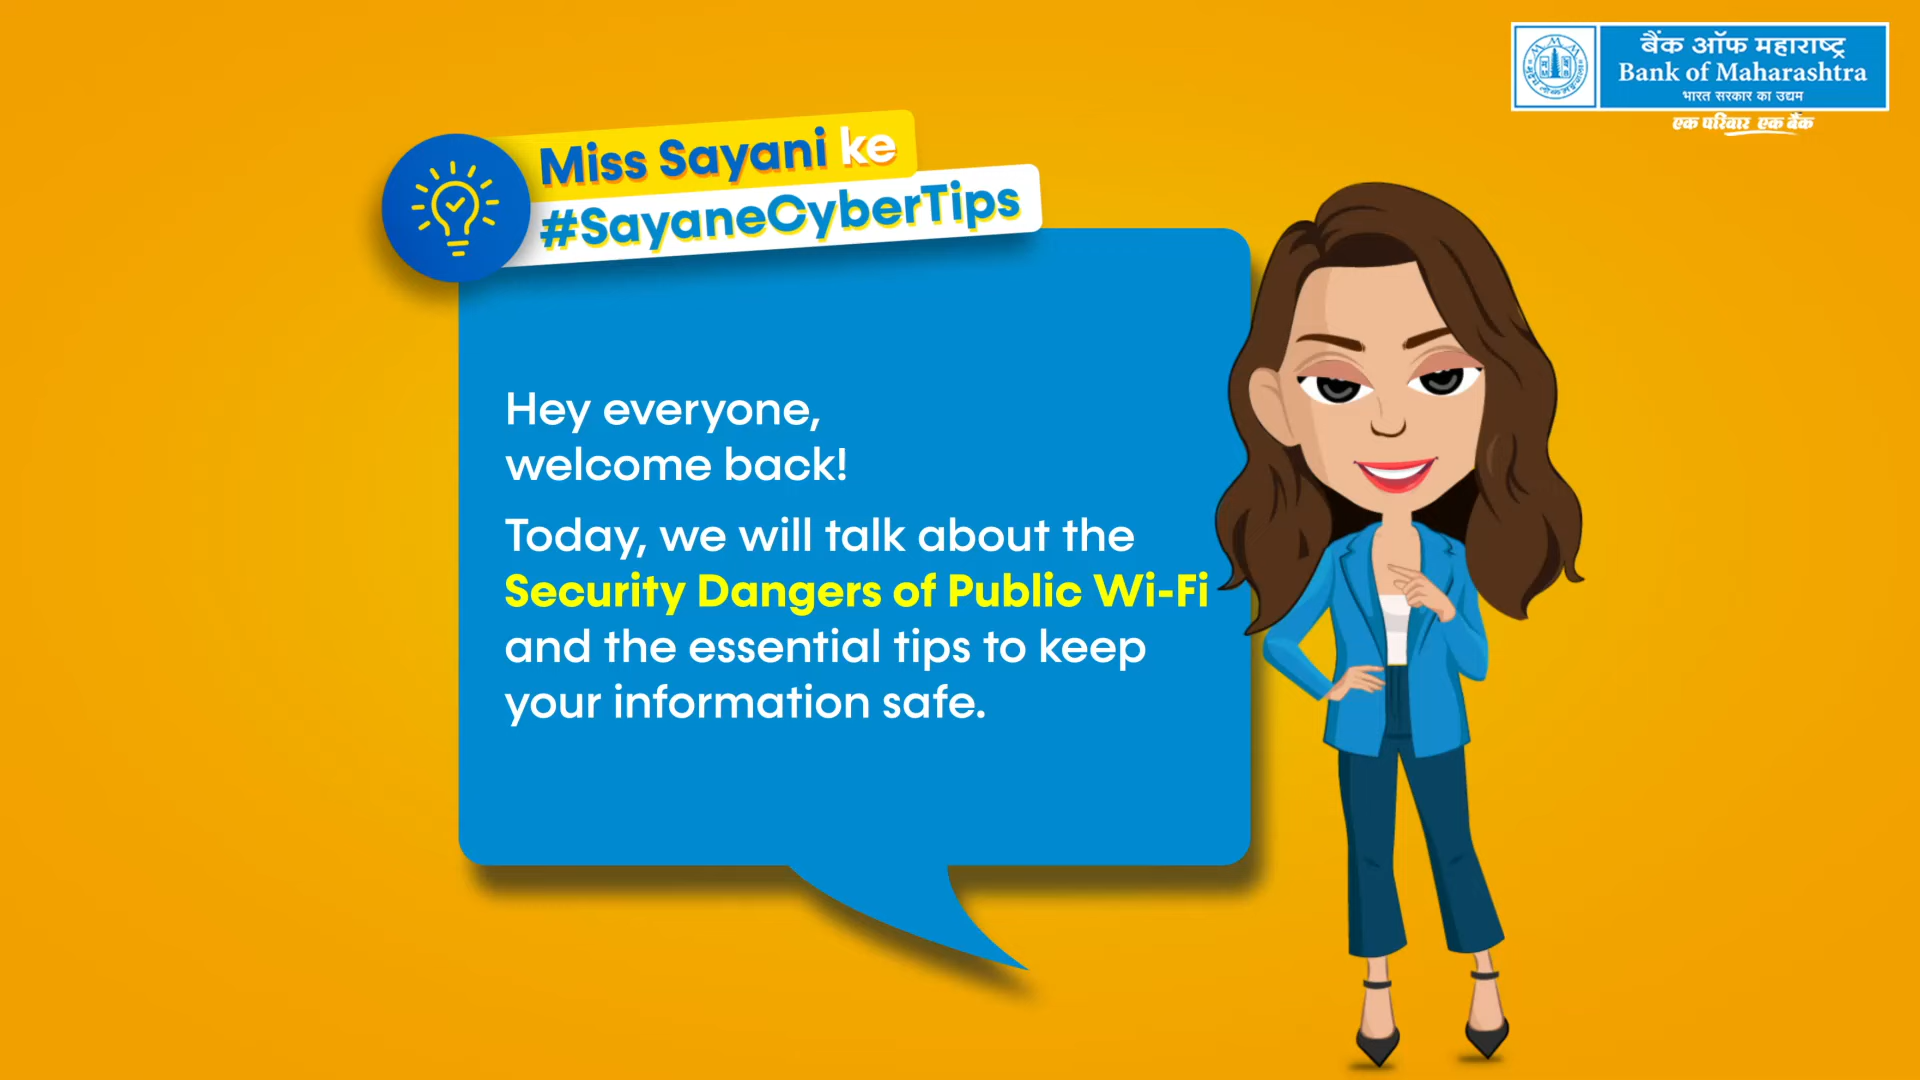 बैंक ऑफ महाराष्ट्र
Bank of Maharashtra
भारत सरकार का उद्यम
एक परिवार एक बैंक
Miss Sayani ke
#SayaneCyberTips
Hey everyone,
welcome back!
Today, we will talk about the
Security Dangers of Public Wi-Fi
and the essential tips to keep
your information safe.